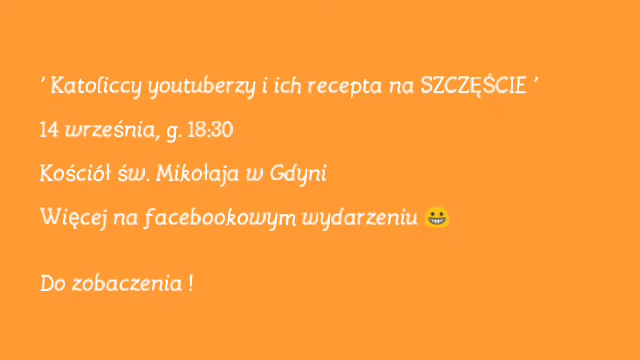 ' Katoliccy youtuberzy i ich recepta na SZCZĘŚCIE '
14 września, g. 18:30
Kościół św. Mikołaja w Gdyni
Więcej na facebookowym wydarzeniu 😀
Do zobaczenia !